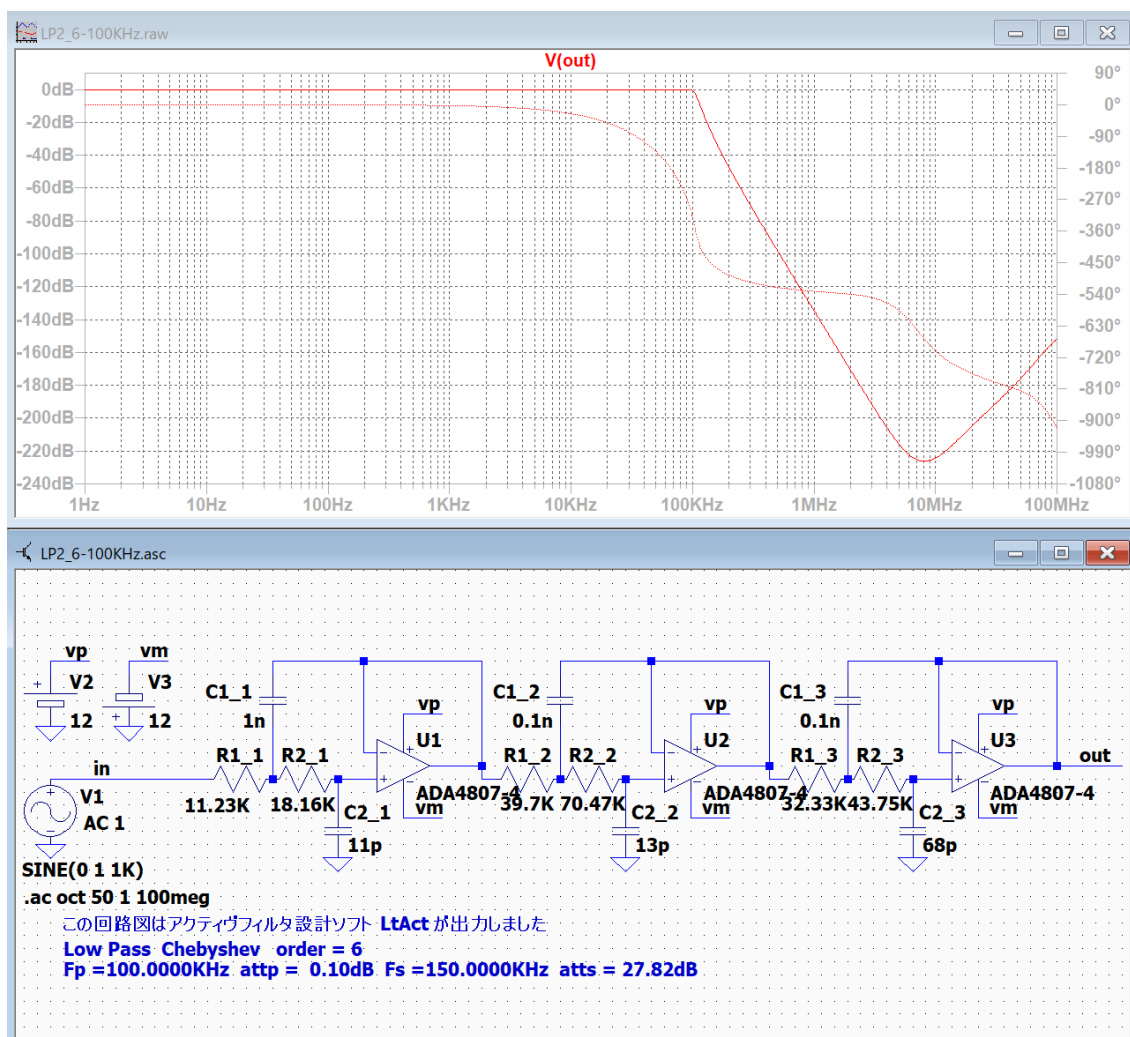 LP2_6-100KHz.raw
V(out)
0dB
-20dB
-40dB
-60dB
-80dB
-100dB
-120dB
-140dB
-160dB
-180dB
-200dB
-220dB
-240dB
90°
0°
-90°
-180°
-270°
-360°
-450°
-540°
-630°
-720°
-810°
-900°
-990°
-1080°
1Hz 10Hz 100Hz 1KHz 10KHz 100KHz 1MHz 10MHz 100MHz
LP2_6-100KHz.asc
vp vm
V2 V3
12 12
in
V1
AC 1
SINE(0 1 1K)
C1_1
1n
R1_1 R2_1
11.23K 18.16K
vp
U1
ADA4807-4
vm
C2_1
11p
C1_2
0.1n
R1_2 R2_2
39.7K 70.47K
vp
U2
ADA4807-4
vm
C2_2
13p
C1_3
0.1n
R1_3 R2_3
32.33K 43.75K
vp
U3
ADA4807-4
vm
C2_3
68p
out
.ac oct 50 1 100meg
この回路図はアクティヴフィルタ設計ソフト LtAct が出力しました
Low Pass Chebyshev order = 6
Fp =100.0000KHz attp = 0.10dB Fs =150.0000KHz atts = 27.82dB